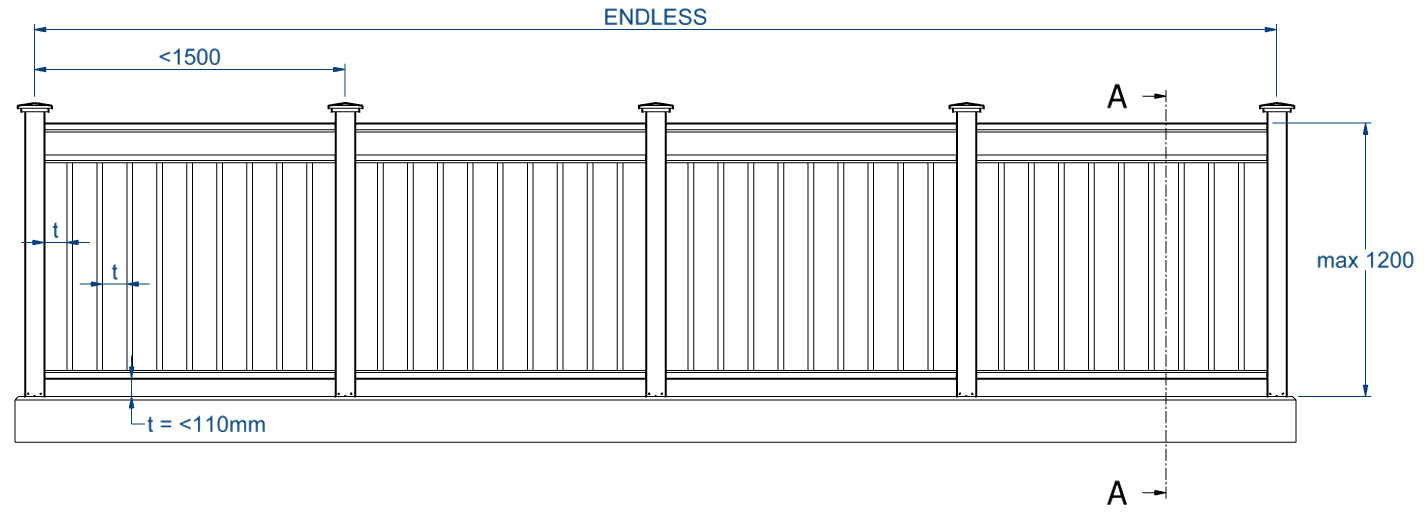 ENDLESS
<1500
A
t
t
max 1200
t = <110mm
A